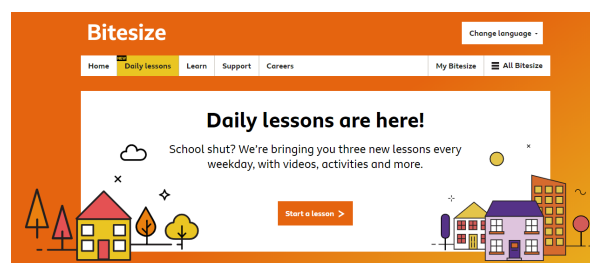 Bitesize
Change language
NEW
Home Daily lessons Learn Support Careers My Bitesize All Bitesize
Daily lessons are here!
School shut? We're bringing you three new lessons every
weekday, with videos, activities and more.
Start a lesson